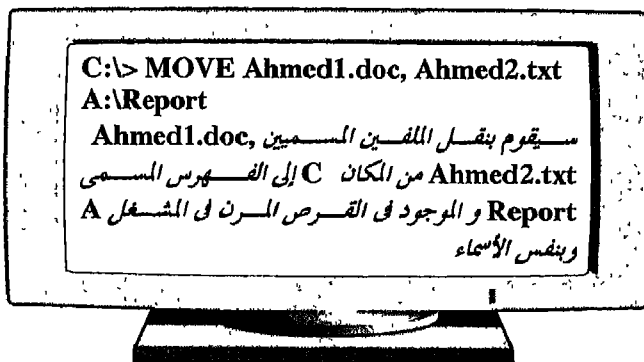 C:\> MOVE Ahmed1.doc, Ahmed2.txt
A:\Report
سيقوم بنقل الملفين المسميين Ahmed1.doc,
Ahmed2.txt من المكان C إلى الفهرس المسمى
Report و الموجود فى القرص المرن فى المشغل A
وبنفس الأسماء